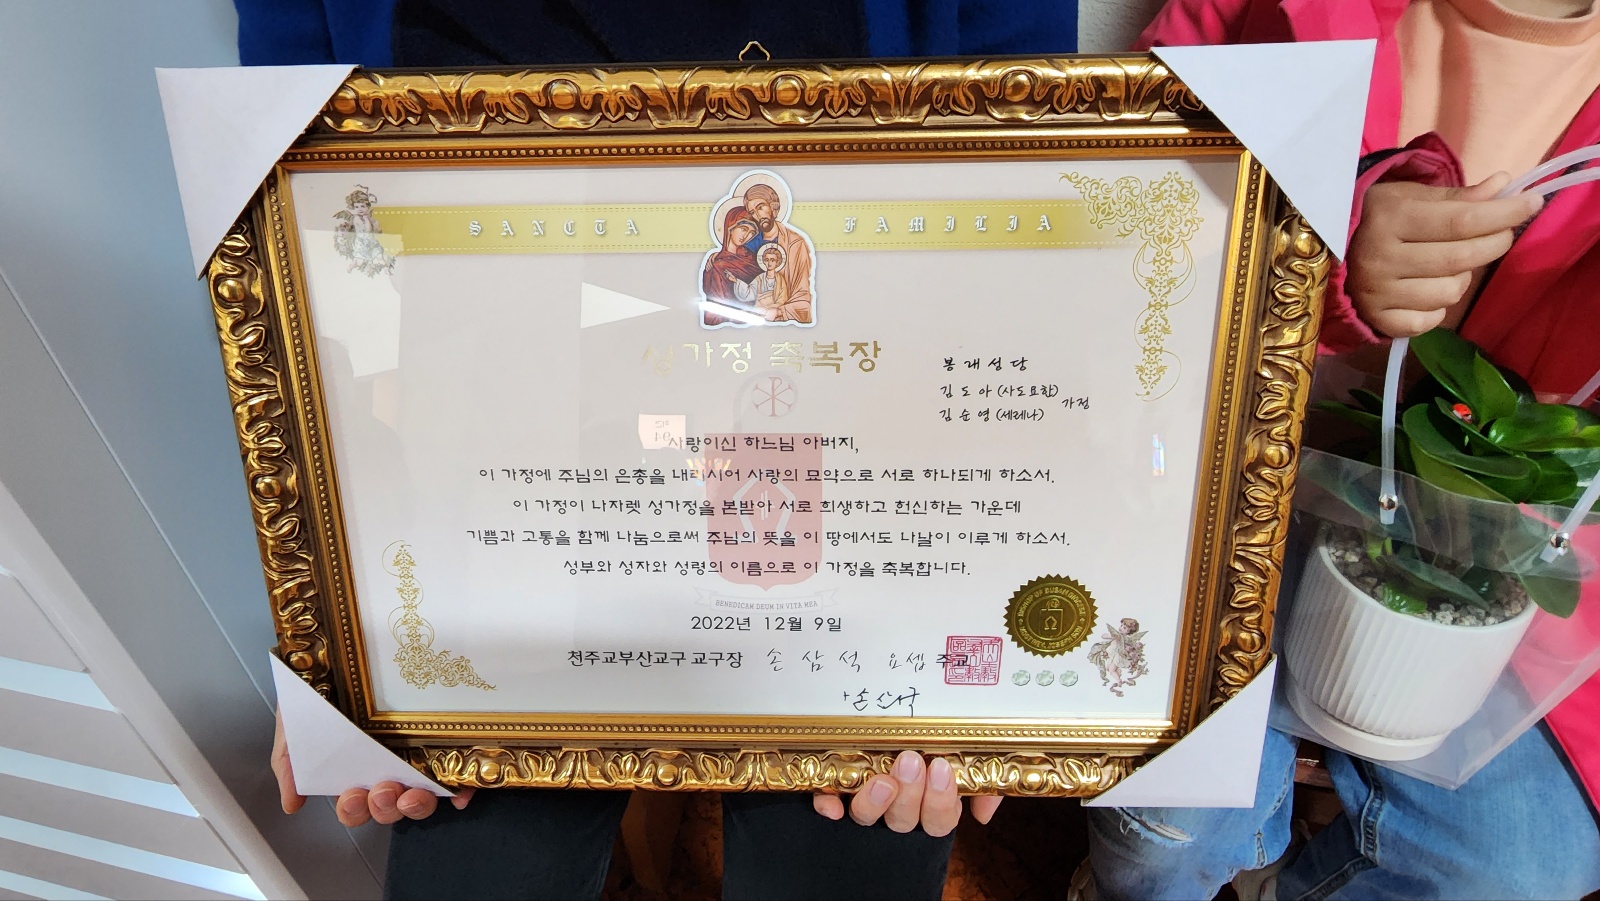 SANCTA FAMILIA
성가정 축복장
봉래성당
김도아 (사도요한)
김순영 (세레나) 가정
사랑이신 하느님 아버지,
이 가정에 주님의 은총을 내리시어 사랑의 묘약으로 서로 하나되게 하소서.
이 가정이 나자렛 성가정을 본받아 서로 희생하고 헌신하는 가운데
기쁨과 고통을 함께 나눔으로써 주님의 뜻을 이 땅에서도 나날이 이루게 하소서.
성부와 성자와 성령의 이름으로 이 가정을 축복합니다.
BENEDICAM DEUM IN VITA MEA
2022년 12월 9일
천주교부산교구 교구장 손삼석 요셉 주교
손삼석